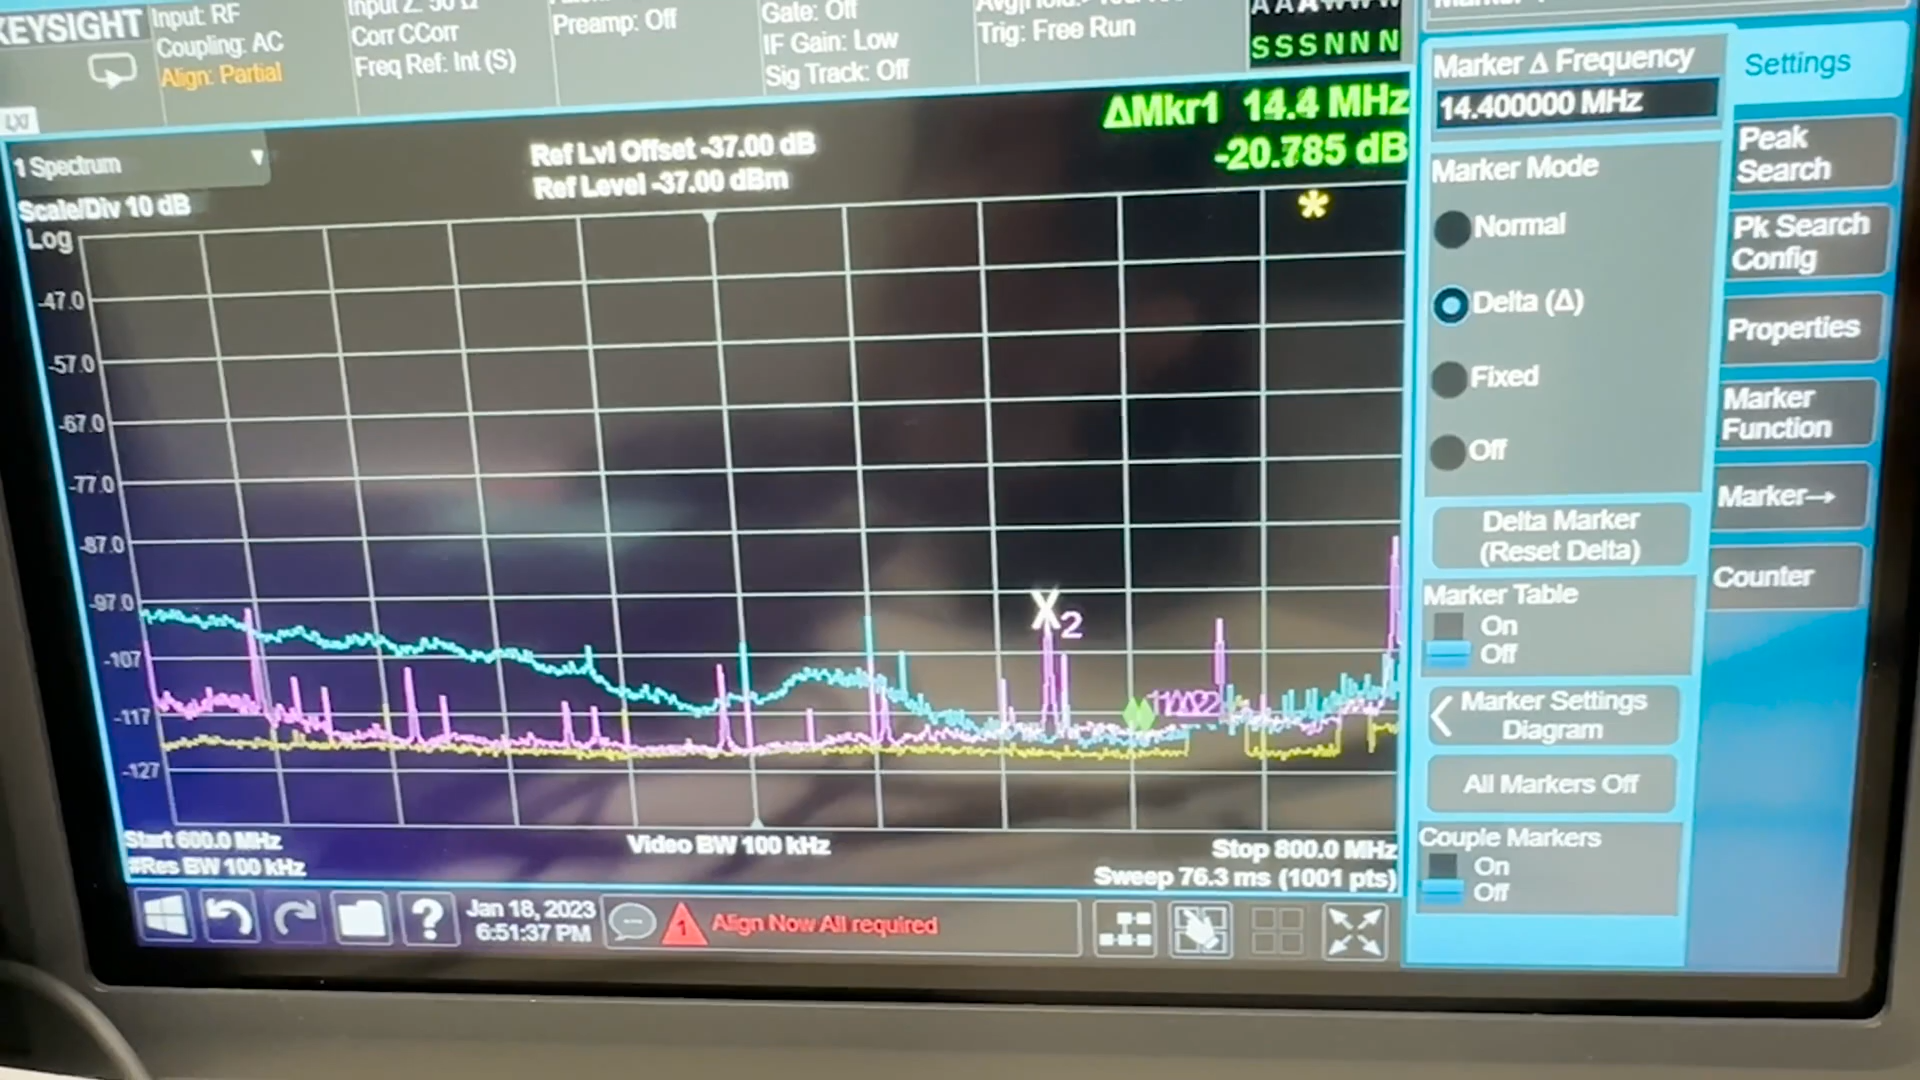 KEYSIGHT
Input: RF
Coupling: AC
Align: Partial
Input Z: 50 Ω
Corr CCorr
Freq Ref: Int (S)
Preamp: Off
Gate: Off
IF Gain: Low
Sig Track: Off
Trig: Free Run
S S S N N N
LXI
1 Spectrum
Scale/Div 10 dB
Log
Ref Lvl Offset -37.00 dB
Ref Level -37.00 dBm
ΔMkr1 14.4 MHz
-20.785 dB
*
-47.0
-57.0
-67.0
-77.0
-87.0
-97.0
-107
-117
-127
X2
Start 600.0 MHz
#Res BW 100 kHz
Video BW 100 kHz
Stop 800.0 MHz
Sweep 76.3 ms (1001 pts)
Marker Δ Frequency
14.400000 MHz
Marker Mode
Normal
Delta (Δ)
Fixed
Off
Delta Marker
(Reset Delta)
Marker Table
On
Off
Marker Settings
Diagram
All Markers Off
Couple Markers
On
Off
Settings
Peak
Search
Pk Search
Config
Properties
Marker
Function
Marker→
Counter
?
Jan 18, 2023
6:51:37 PM
1
Align Now All required